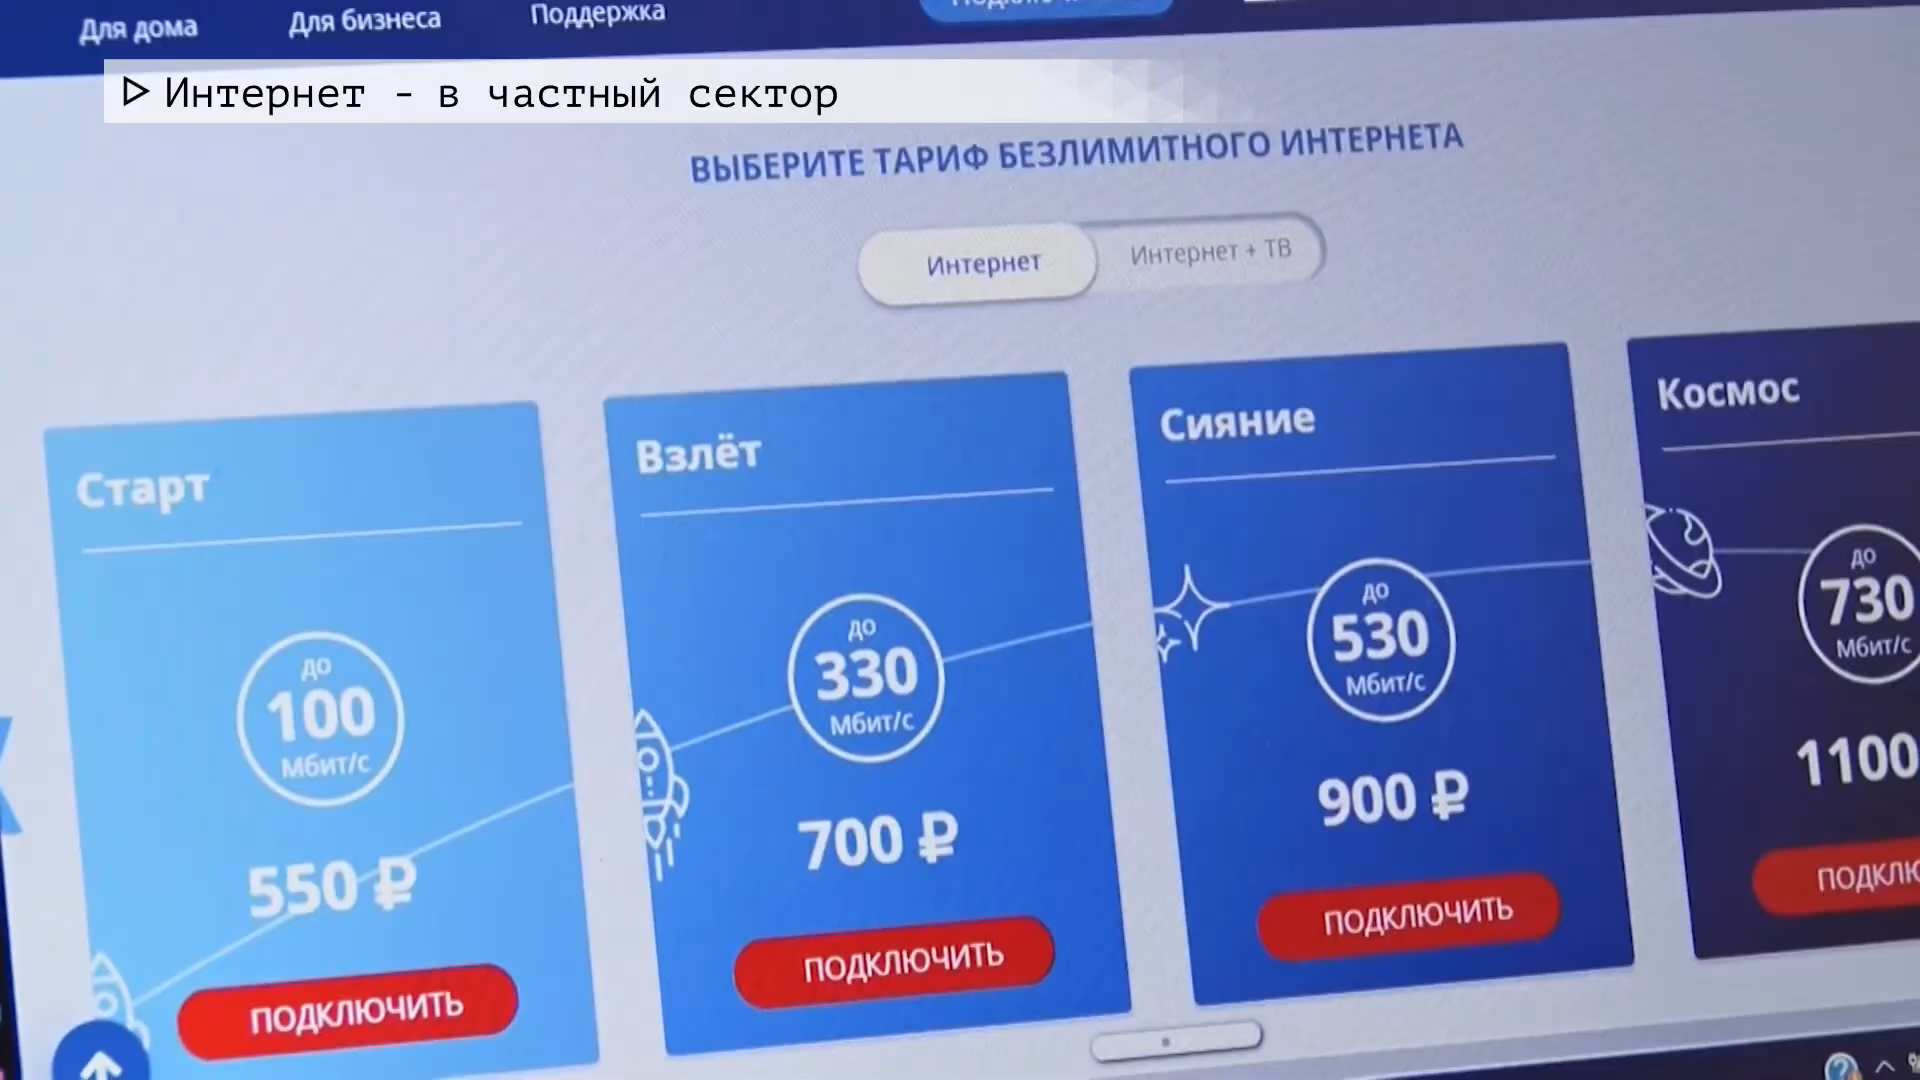 Для дома
Для бизнеса
Поддержка
Интернет - в частный сектор
ВЫБЕРИТЕ ТАРИФ БЕЗЛИМИТНОГО ИНТЕРНЕТА
Интернет
Интернет + ТВ
Старт
до
100
Мбит/с
550 ₽
ПОДКЛЮЧИТЬ
Взлёт
до
330
Мбит/с
700 ₽
ПОДКЛЮЧИТЬ
Сияние
до
530
Мбит/с
900 ₽
ПОДКЛЮЧИТЬ
Космос
до
730
Мбит/с
1100
ПОДКЛЮ